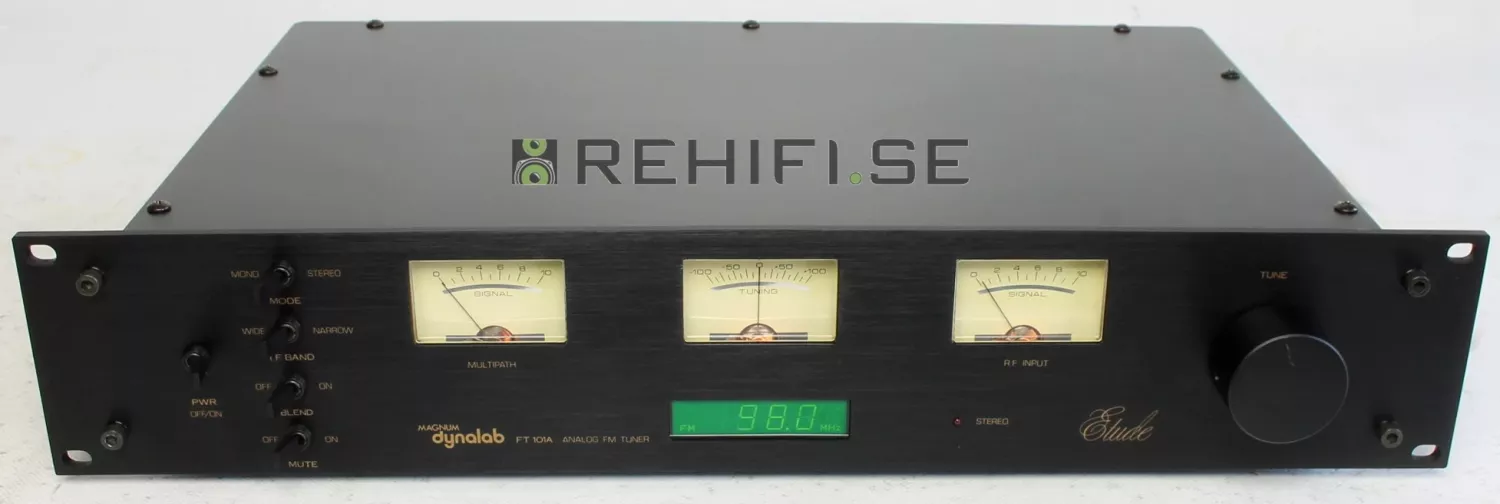 REHIFI.SE
MONO STEREO
MODE
WIDE NARROW
I.F BAND
OFF ON
BLEND
OFF ON
MUTE
PWR
OFF/ON
0 2 4 6 8 10
SIGNAL
MULTIPATH
-100 -50 0 +50 +100
TUNING
0 2 4 6 8 10
SIGNAL
RF INPUT
TUNE
MAGNUM
dynalab FT 101A ANALOG FM TUNER
FM 98.0 MHz
STEREO
Etude